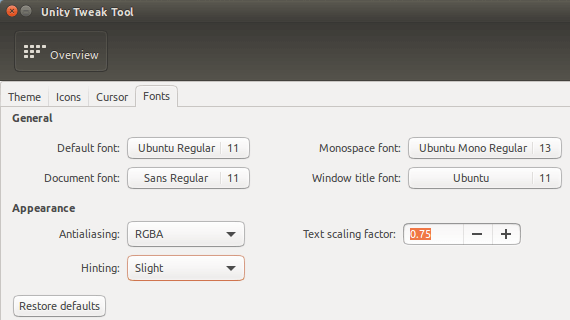 Unity Tweak Tool
Overview
Theme Icons Cursor Fonts
General
Default font: Ubuntu Regular 11 Monospace font: Ubuntu Mono Regular 13
Document font: Sans Regular 11 Window title font: Ubuntu 11
Appearance
Antialiasing: RGBA Text scaling factor: 0.75 − +
Hinting: Slight
Restore defaults